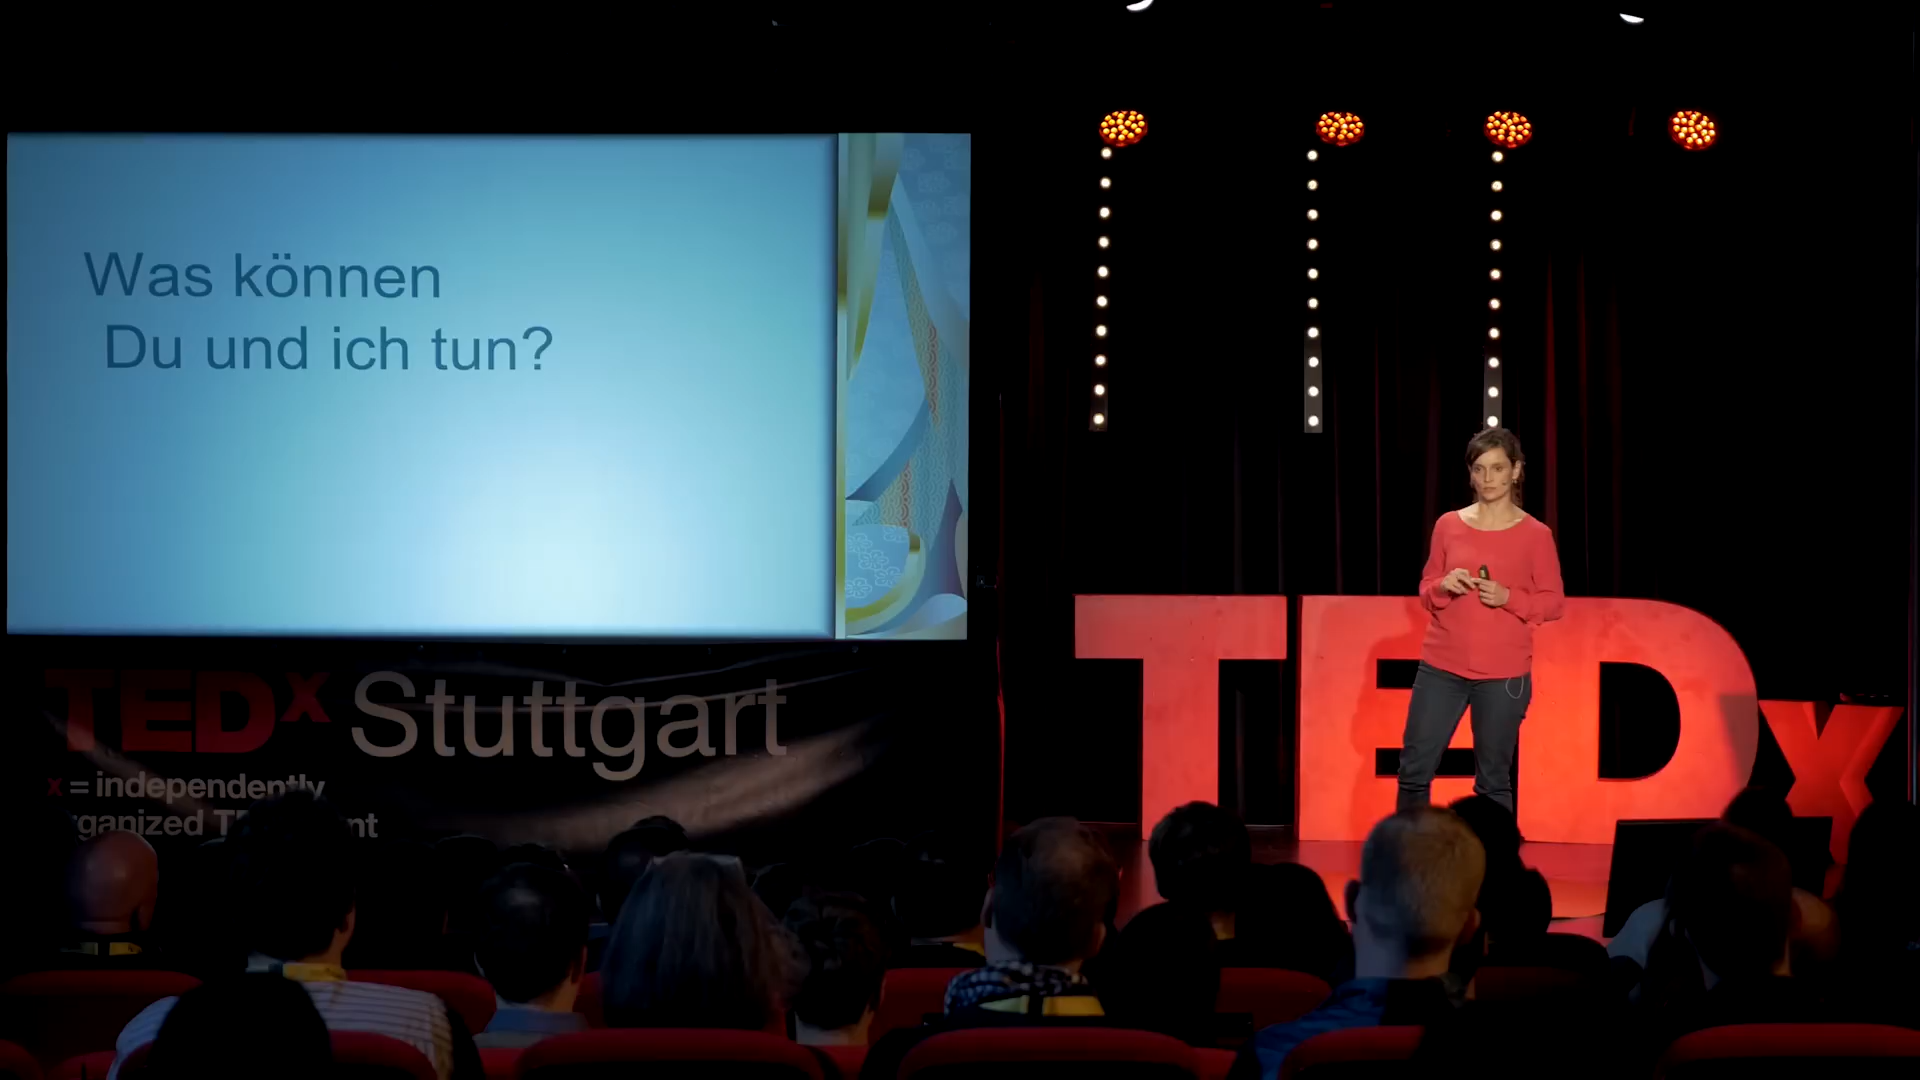 Was können
Du und ich tun?
TEDx Stuttgart
x = independently
TEDx